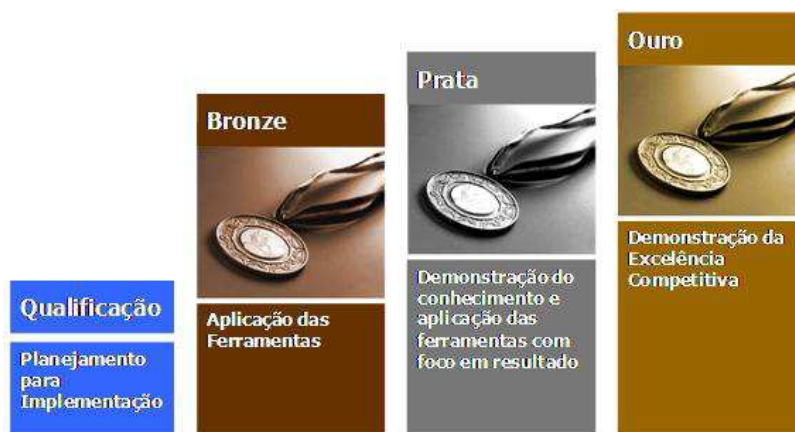 Qualificação
Planejamento
para
Implementação
Bronze
Aplicação das
Ferramentas
Prata
Demonstração do
conhecimento e
aplicação das
ferramentas com
foco em resultado
Ouro
Demonstração da
Excelência
Competitiva